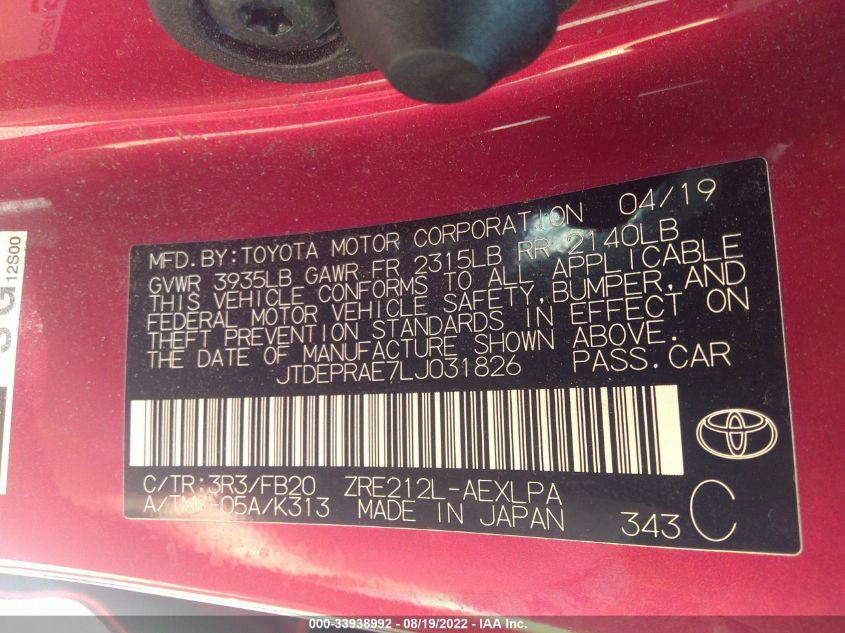 12S00
MFD. BY: TOYOTA MOTOR CORPORATION 04/19
GVWR 3935LB GAWR FR 2315LB RR 2140LB
THIS VEHICLE CONFORMS TO ALL APPLICABLE
FEDERAL MOTOR VEHICLE SAFETY, BUMPER, AND
THEFT PREVENTION STANDARDS IN EFFECT ON
THE DATE OF MANUFACTURE SHOWN ABOVE.
JTDEPRAE7LJ031826 PASS. CAR
C/TR: 3R3/FB20 ZRE212L-AEXLPA
-05A/K313 MADE IN JAPAN 343 C
000-33938992 - 08/19/2022 - IAA Inc.